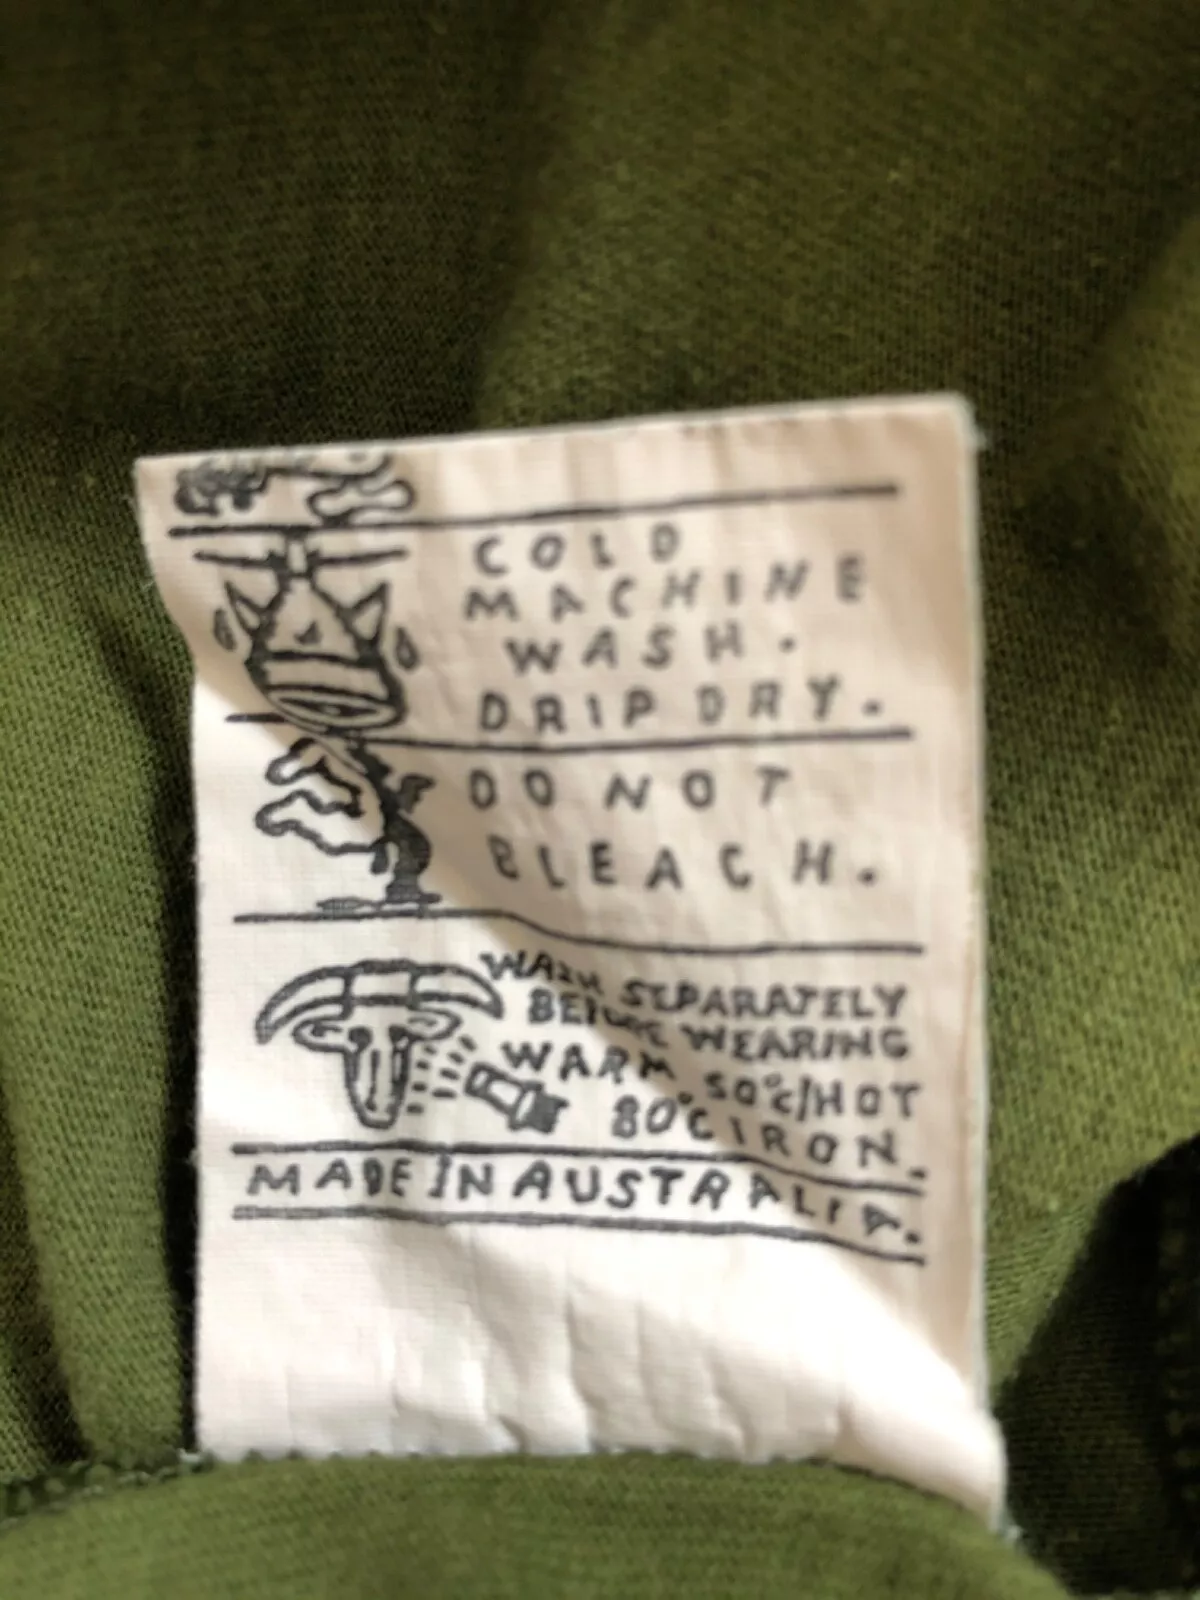 COLD
MACHINE
WASH.
DRIP DRY.
DO NOT
BLEACH.
WASH SEPARATELY
BEFORE WEARING
WARM 50°C/HOT
80°C IRON.
MADE IN AUSTRALIA.